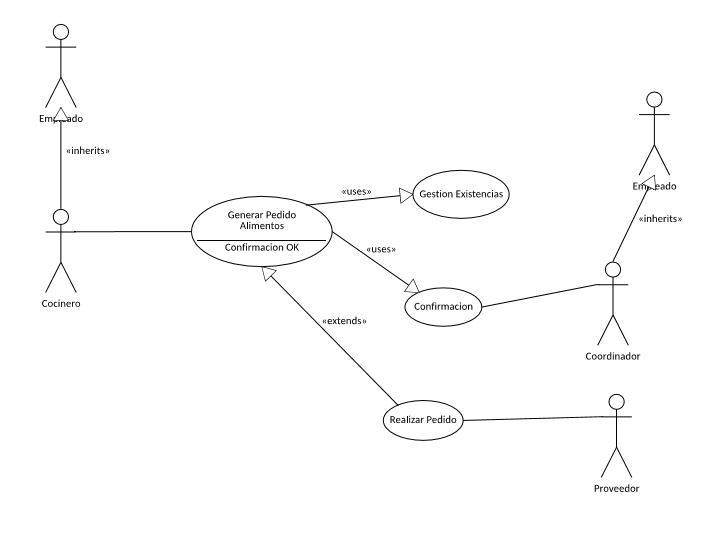 Empleado
«inherits»
Cocinero
Generar Pedido
Alimentos
Confirmacion OK
«uses»
Gestion Existencias
«uses»
Confirmacion
«extends»
Realizar Pedido
Empleado
«inherits»
Coordinador
Proveedor